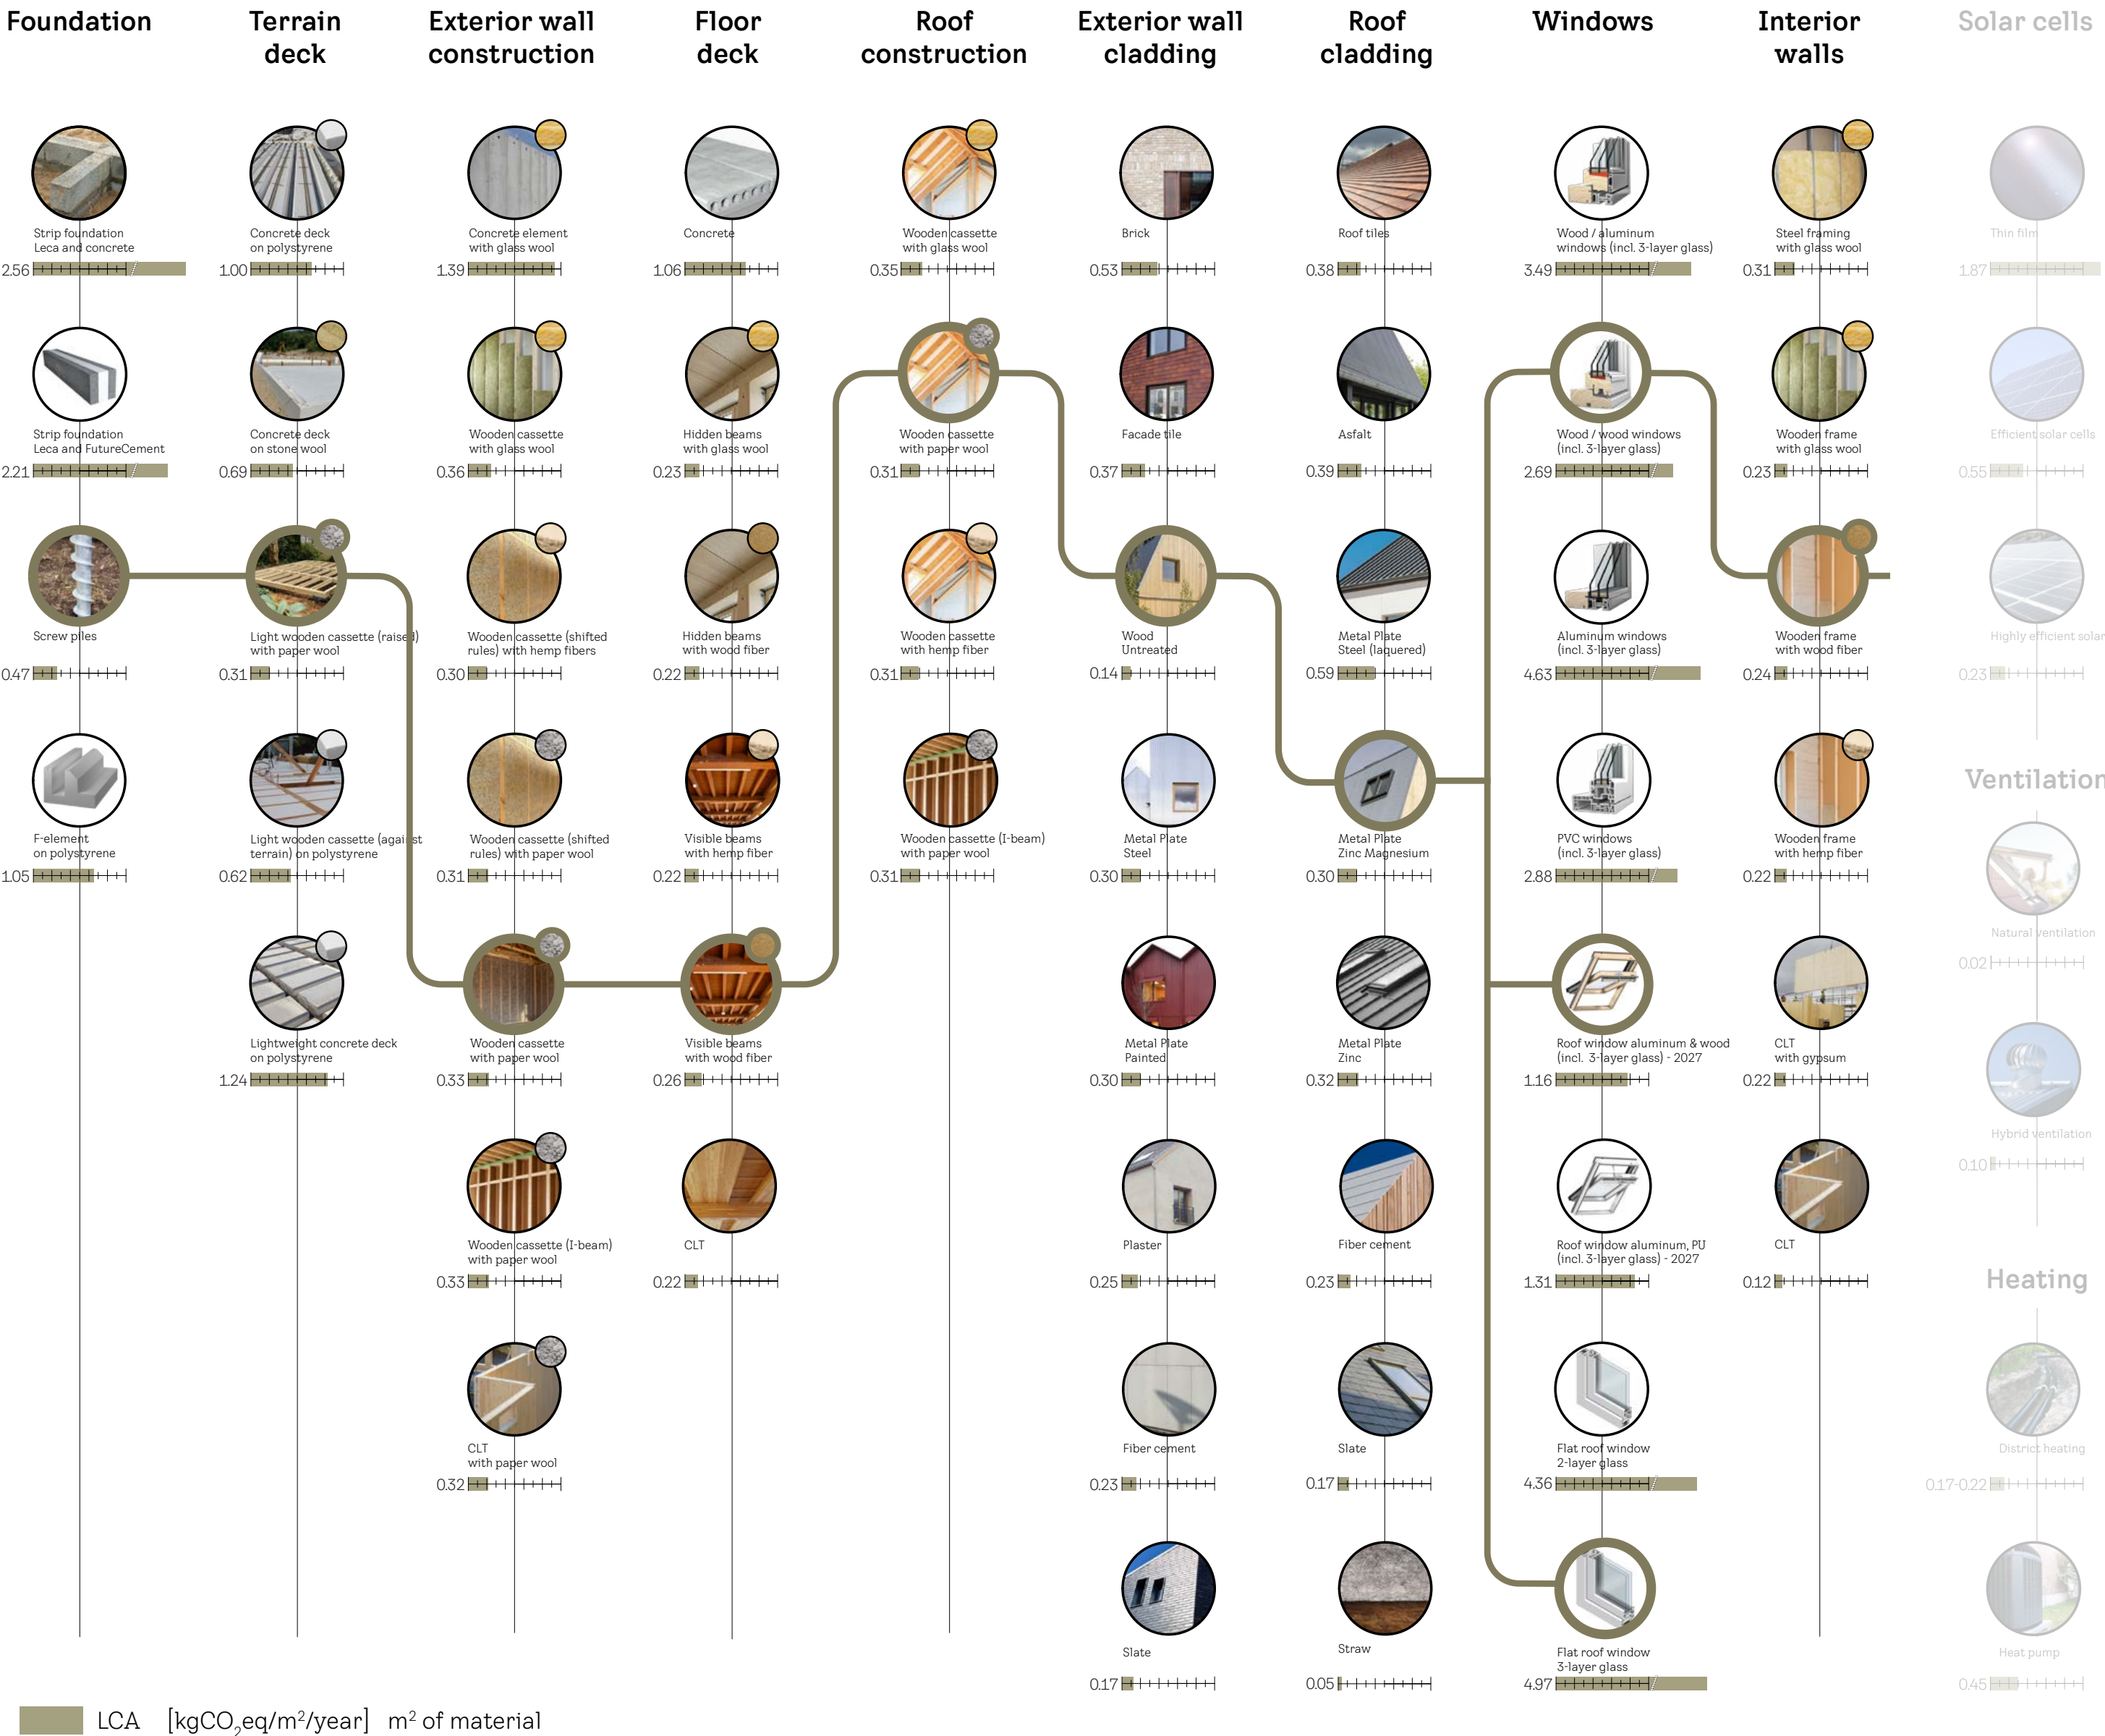 Foundation
Terrain
deck
Exterior wall
construction
Floor
deck
Roof
construction
Exterior wall
cladding
Roof
cladding
Windows
Interior
walls
Solar cells
Strip foundation
Leca and concrete
2.56
Strip foundation
Leca and FutureCement
2.21
Screw piles
0.47
F-element
on polystyrene
1.05
Concrete deck
on polystyrene
1.00
Concrete deck
on stone wool
0.69
Light wooden cassette (raised)
with paper wool
0.31
Light wooden cassette (against
terrain) on polystyrene
0.62
Lightweight concrete deck
on polystyrene
1.24
Concrete element
with glass wool
1.39
Wooden cassette
with glass wool
0.36
Wooden cassette (shifted
rules) with hemp fibers
0.30
Wooden cassette (shifted
rules) with paper wool
0.31
Wooden cassette
with paper wool
0.33
Wooden cassette (I-beam)
with paper wool
0.33
CLT
with paper wool
0.32
Concrete
1.06
Hidden beams
with glass wool
0.23
Hidden beams
with wood fiber
0.22
Visible beams
with hemp fiber
0.22
Visible beams
with wood fiber
0.26
CLT
0.22
Wooden cassette
with glass wool
0.35
Wooden cassette
with paper wool
0.31
Wooden cassette
with hemp fiber
0.31
Wooden cassette (I-beam)
with paper wool
0.31
Brick
0.53
Facade tile
0.37
Wood
Untreated
0.14
Metal Plate
Steel
0.30
Metal Plate
Painted
0.30
Plaster
0.25
Fiber cement
0.23
Slate
0.17
Roof tiles
0.38
Asfalt
0.39
Metal Plate
Steel (laquered)
0.59
Metal Plate
Zinc Magnesium
0.30
Metal Plate
Zinc
0.32
Fiber cement
0.23
Slate
0.17
Straw
0.05
Wood / aluminum
windows (incl. 3-layer glass)
3.49
Wood / wood windows
(incl. 3-layer glass)
2.69
Aluminum windows
(incl. 3-layer glass)
4.63
PVC windows
(incl. 3-layer glass)
2.88
Roof window aluminum & wood
(incl. 3-layer glass) - 2027
1.16
Roof window aluminum, PU
(incl. 3-layer glass) - 2027
1.31
Flat roof window
2-layer glass
4.36
Flat roof window
3-layer glass
4.97
Steel framing
with glass wool
0.31
Wooden frame
with glass wool
0.23
Wooden frame
with wood fiber
0.24
Wooden frame
with hemp fiber
0.22
CLT
with gypsum
0.22
CLT
0.12
Thin film
1.87
Efficient solar cells
0.55
Highly efficient solar
0.23
Ventilation
Natural ventilation
0.02
Hybrid ventilation
0.10
Heating
District heating
0.17-0.22
Heat pump
0.45
LCA [kgCO₂eq/m²/year] m² of material